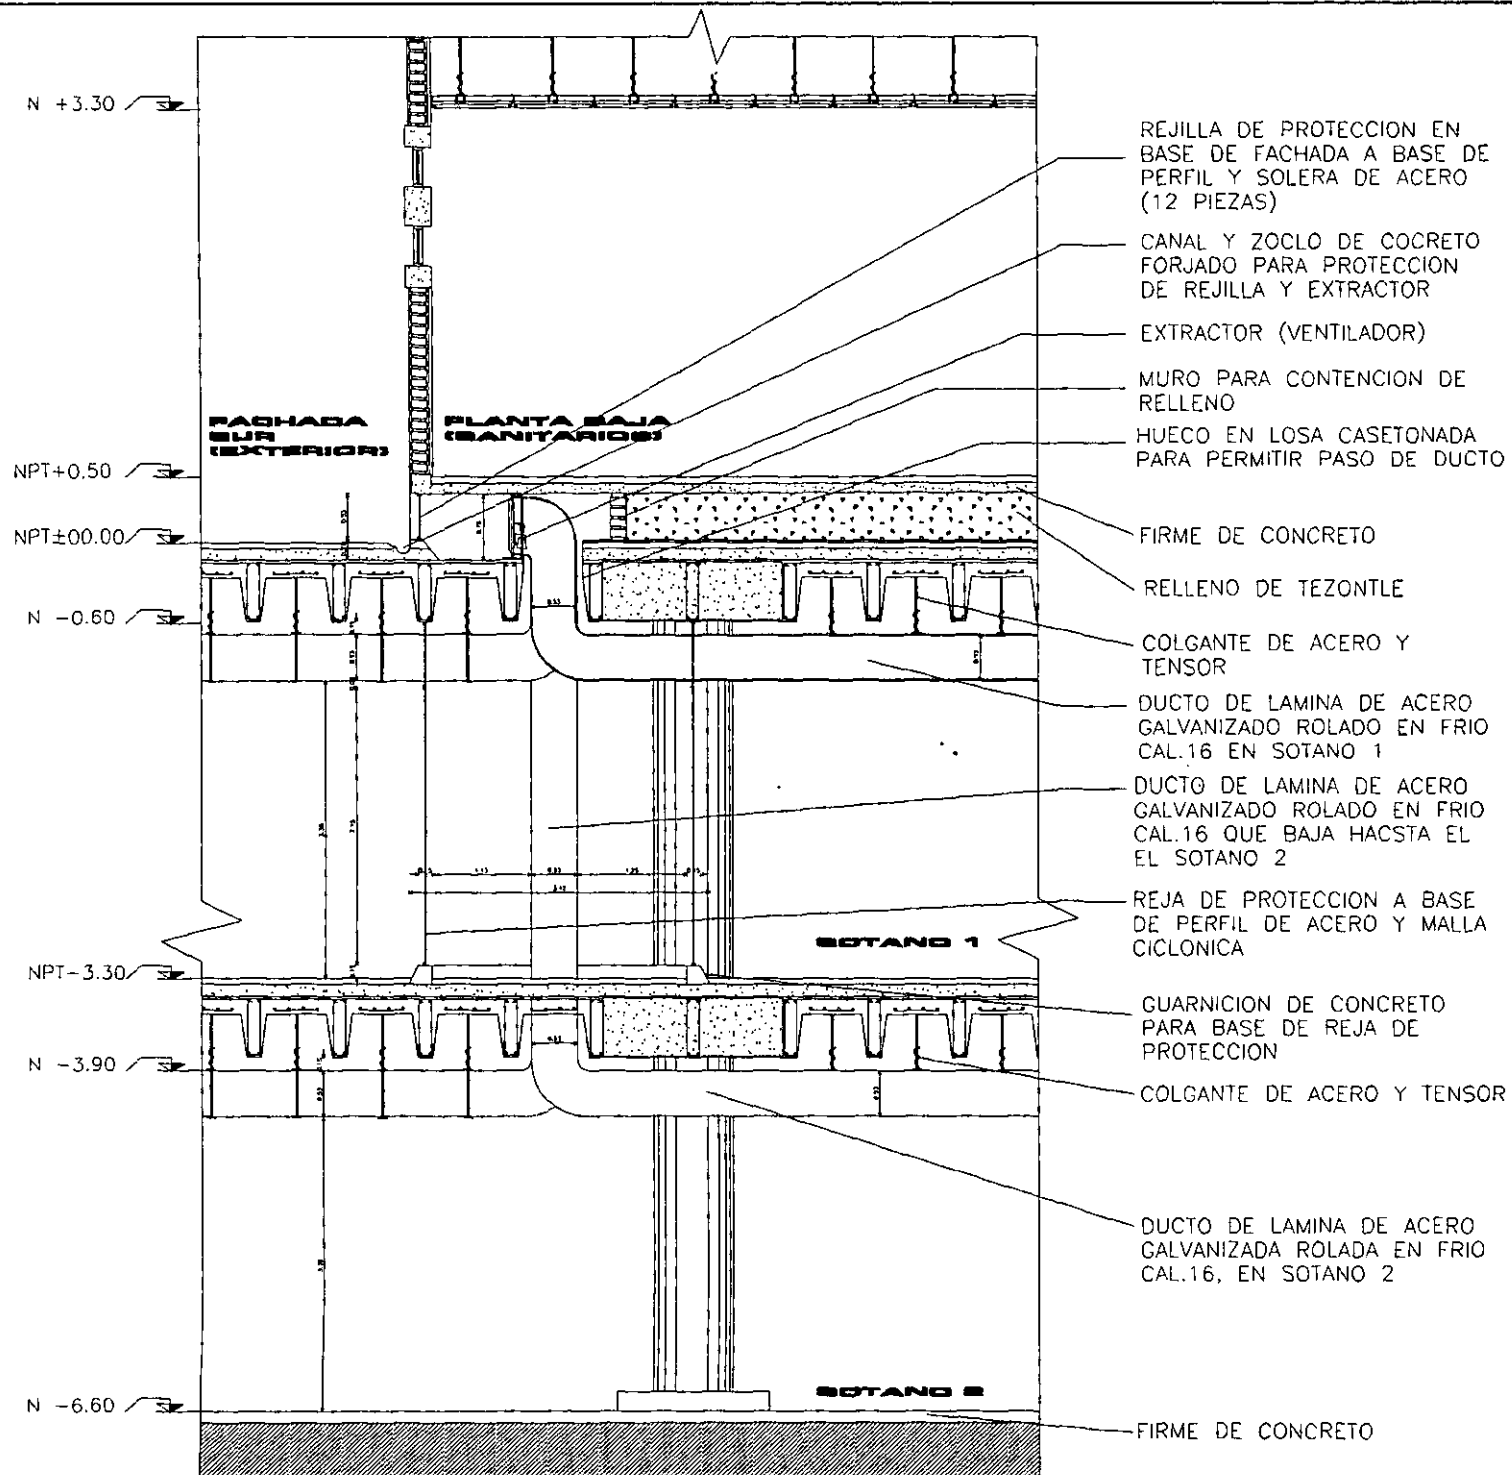 N +3.30
REJILLA DE PROTECCION EN
BASE DE FACHADA A BASE DE
PERFIL Y SOLERA DE ACERO
(12 PIEZAS)
CANAL Y ZOCLO DE COCRETO
FORJADO PARA PROTECCION
DE REJILLA Y EXTRACTOR
EXTRACTOR (VENTILADOR)
MURO PARA CONTENCION DE
RELLENO
FACHADA
SUR
(EXTERIOR)
PLANTA BAJA
(SANITARIOS)
HUECO EN LOSA CASETONADA
PARA PERMITIR PASO DE DUCTO
NPT+0.50
NPT±00.00
FIRME DE CONCRETO
RELLENO DE TEZONTLE
N -0.60
COLGANTE DE ACERO Y
TENSOR
DUCTO DE LAMINA DE ACERO
GALVANIZADO ROLADO EN FRIO
CAL.16 EN SOTANO 1
DUCTO DE LAMINA DE ACERO
GALVANIZADO ROLADO EN FRIO
CAL.16 QUE BAJA HACSTA EL
EL SOTANO 2
REJA DE PROTECCION A BASE
DE PERFIL DE ACERO Y MALLA
CICLONICA
SOTANO 1
NPT-3.30
GUARNICION DE CONCRETO
PARA BASE DE REJA DE
PROTECCION
N -3.90
COLGANTE DE ACERO Y TENSOR
DUCTO DE LAMINA DE ACERO
GALVANIZADA ROLADA EN FRIO
CAL.16, EN SOTANO 2
SOTANO 2
N -6.60
FIRME DE CONCRETO